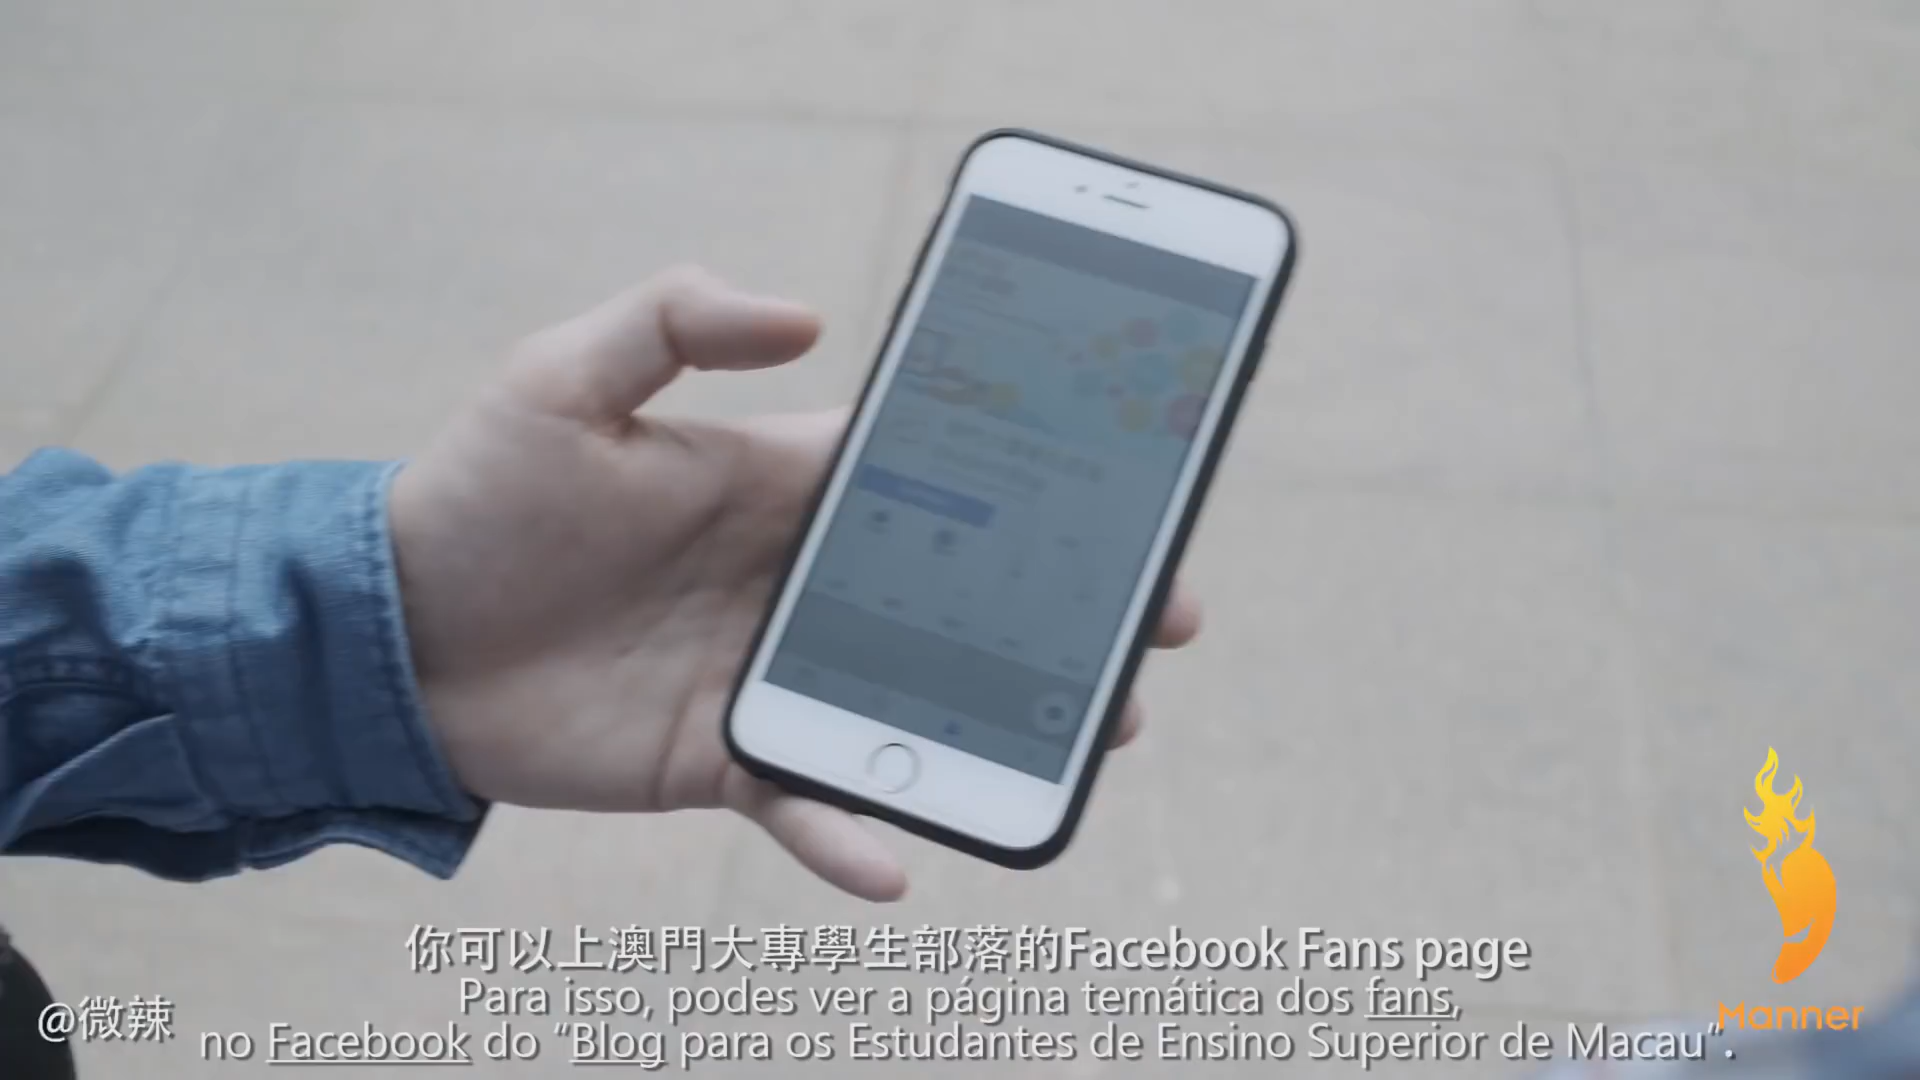 你可以上澳門大專學生部落的Facebook Fans page
Para isso, podes ver a página temática dos fans,
no Facebook do “Blog para os Estudantes de Ensino Superior de Macau”.
@微辣
Manner